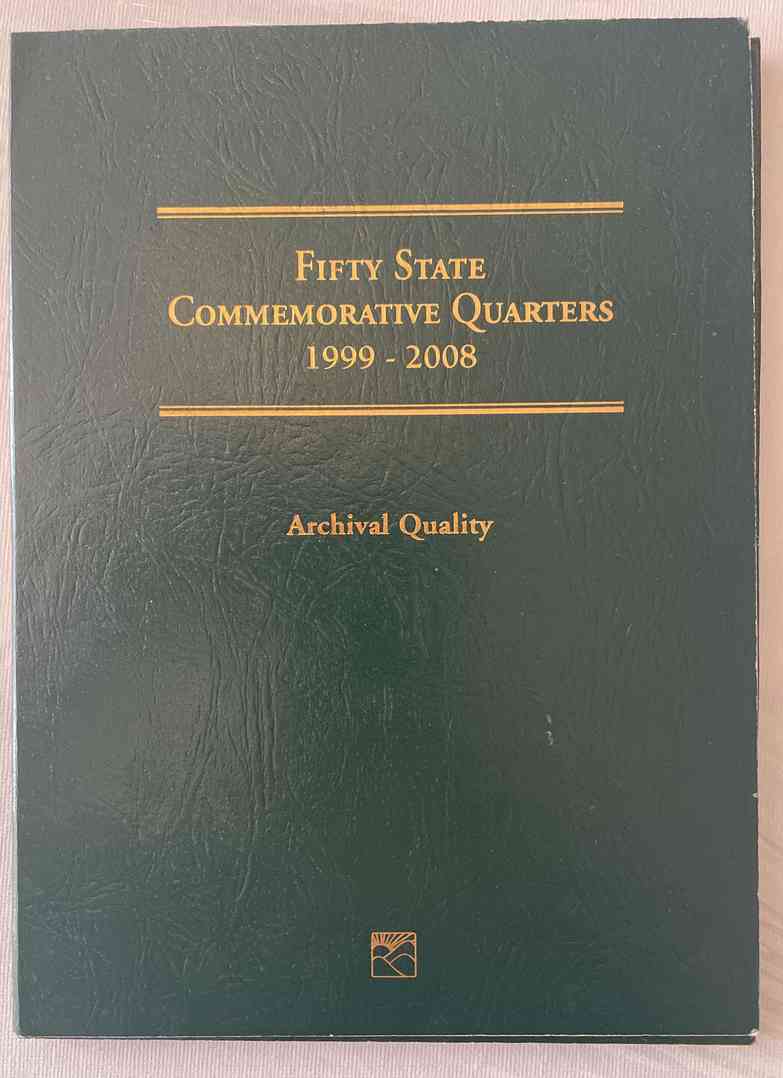 Fifty State
Commemorative Quarters
1999 - 2008
Archival Quality